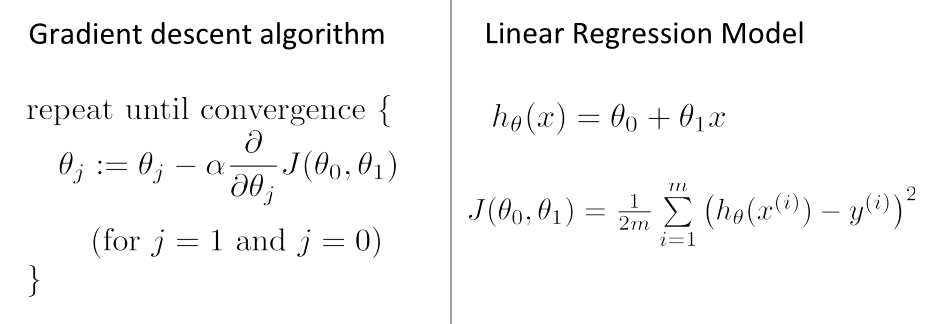 Gradient descent algorithm
repeat until convergence {
θ_j := θ_j − α ∂/∂θ_j J(θ_0, θ_1)
(for j = 1 and j = 0)
}
Linear Regression Model
h_θ(x) = θ_0 + θ_1x
J(θ_0, θ_1) = 1/2m ∑_{i=1}^{m} (h_θ(x^{(i)}) − y^{(i)})^2